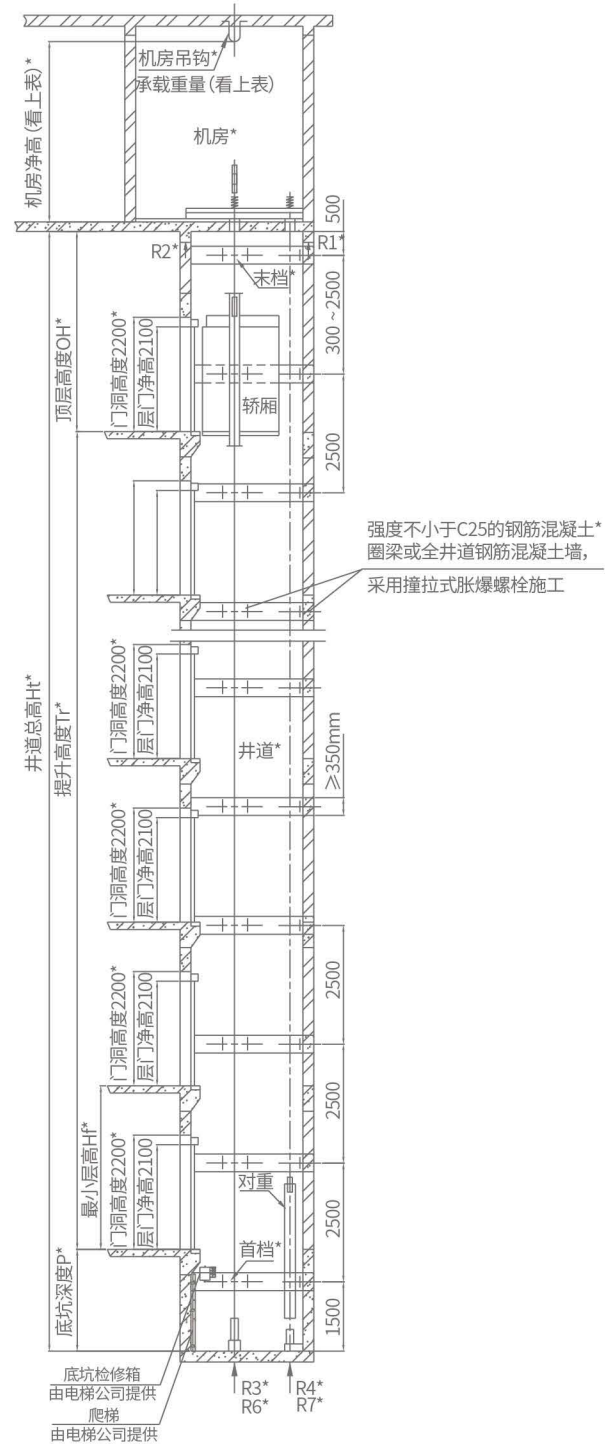 机房吊钩*
承载重量(看上表)
机房净高(看上表)*
机房*
500
R2*
R1*
末档*
300~2500
顶层高度OH*
门洞高度2200*
层门净高2100
轿厢
2500
强度不小于C25的钢筋混凝土*
圈梁或全井道钢筋混凝土墙,
采用撞拉式胀爆螺栓施工
井道总高Ht*
提升高度Tr*
门洞高度2200*
层门净高2100
井道*
≥350mm
门洞高度2200*
层门净高2100
门洞高度2200*
层门净高2100
2500
2500
最小层高Hf*
门洞高度2200*
层门净高2100
对重
2500
首档*
底坑深度P*
1500
底坑检修箱
由电梯公司提供
爬梯
由电梯公司提供
R3*
R6*
R4*
R7*